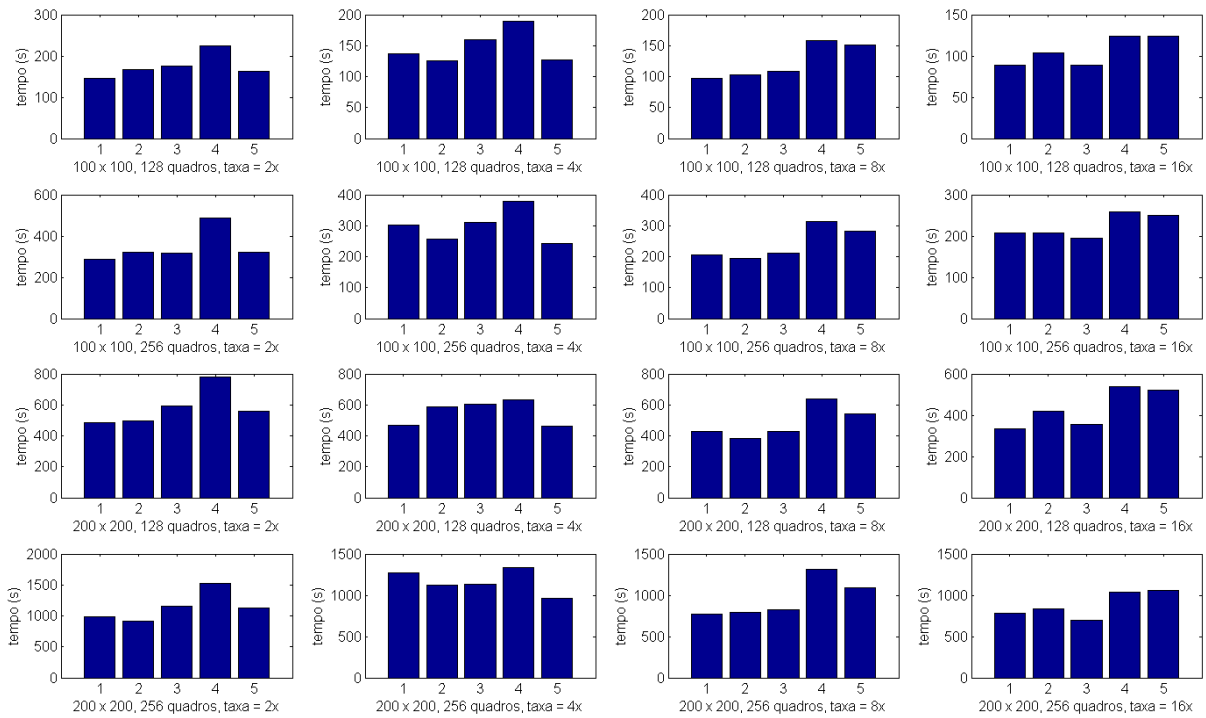 300
200
100
0
tempo (s)
1 2 3 4 5
100 x 100, 128 quadros, taxa = 2x
200
150
100
50
0
tempo (s)
1 2 3 4 5
100 x 100, 128 quadros, taxa = 4x
200
150
100
50
0
tempo (s)
1 2 3 4 5
100 x 100, 128 quadros, taxa = 8x
150
100
50
0
tempo (s)
1 2 3 4 5
100 x 100, 128 quadros, taxa = 16x
600
400
200
0
tempo (s)
1 2 3 4 5
100 x 100, 256 quadros, taxa = 2x
400
300
200
100
0
tempo (s)
1 2 3 4 5
100 x 100, 256 quadros, taxa = 4x
400
300
200
100
0
tempo (s)
1 2 3 4 5
100 x 100, 256 quadros, taxa = 8x
300
200
100
0
tempo (s)
1 2 3 4 5
100 x 100, 256 quadros, taxa = 16x
800
600
400
200
0
tempo (s)
1 2 3 4 5
200 x 200, 128 quadros, taxa = 2x
800
600
400
200
0
tempo (s)
1 2 3 4 5
200 x 200, 128 quadros, taxa = 4x
800
600
400
200
0
tempo (s)
1 2 3 4 5
200 x 200, 128 quadros, taxa = 8x
600
400
200
0
tempo (s)
1 2 3 4 5
200 x 200, 128 quadros, taxa = 16x
2000
1500
1000
500
0
tempo (s)
1 2 3 4 5
200 x 200, 256 quadros, taxa = 2x
1500
1000
500
0
tempo (s)
1 2 3 4 5
200 x 200, 256 quadros, taxa = 4x
1500
1000
500
0
tempo (s)
1 2 3 4 5
200 x 200, 256 quadros, taxa = 8x
1500
1000
500
0
tempo (s)
1 2 3 4 5
200 x 200, 256 quadros, taxa = 16x